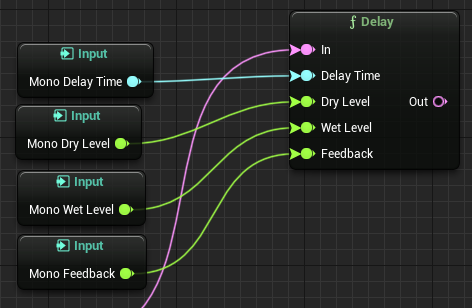 Input
Mono Delay Time
Input
Mono Dry Level
Input
Mono Wet Level
Input
Mono Feedback
Delay
In
Delay Time
Dry Level
Out
Wet Level
Feedback